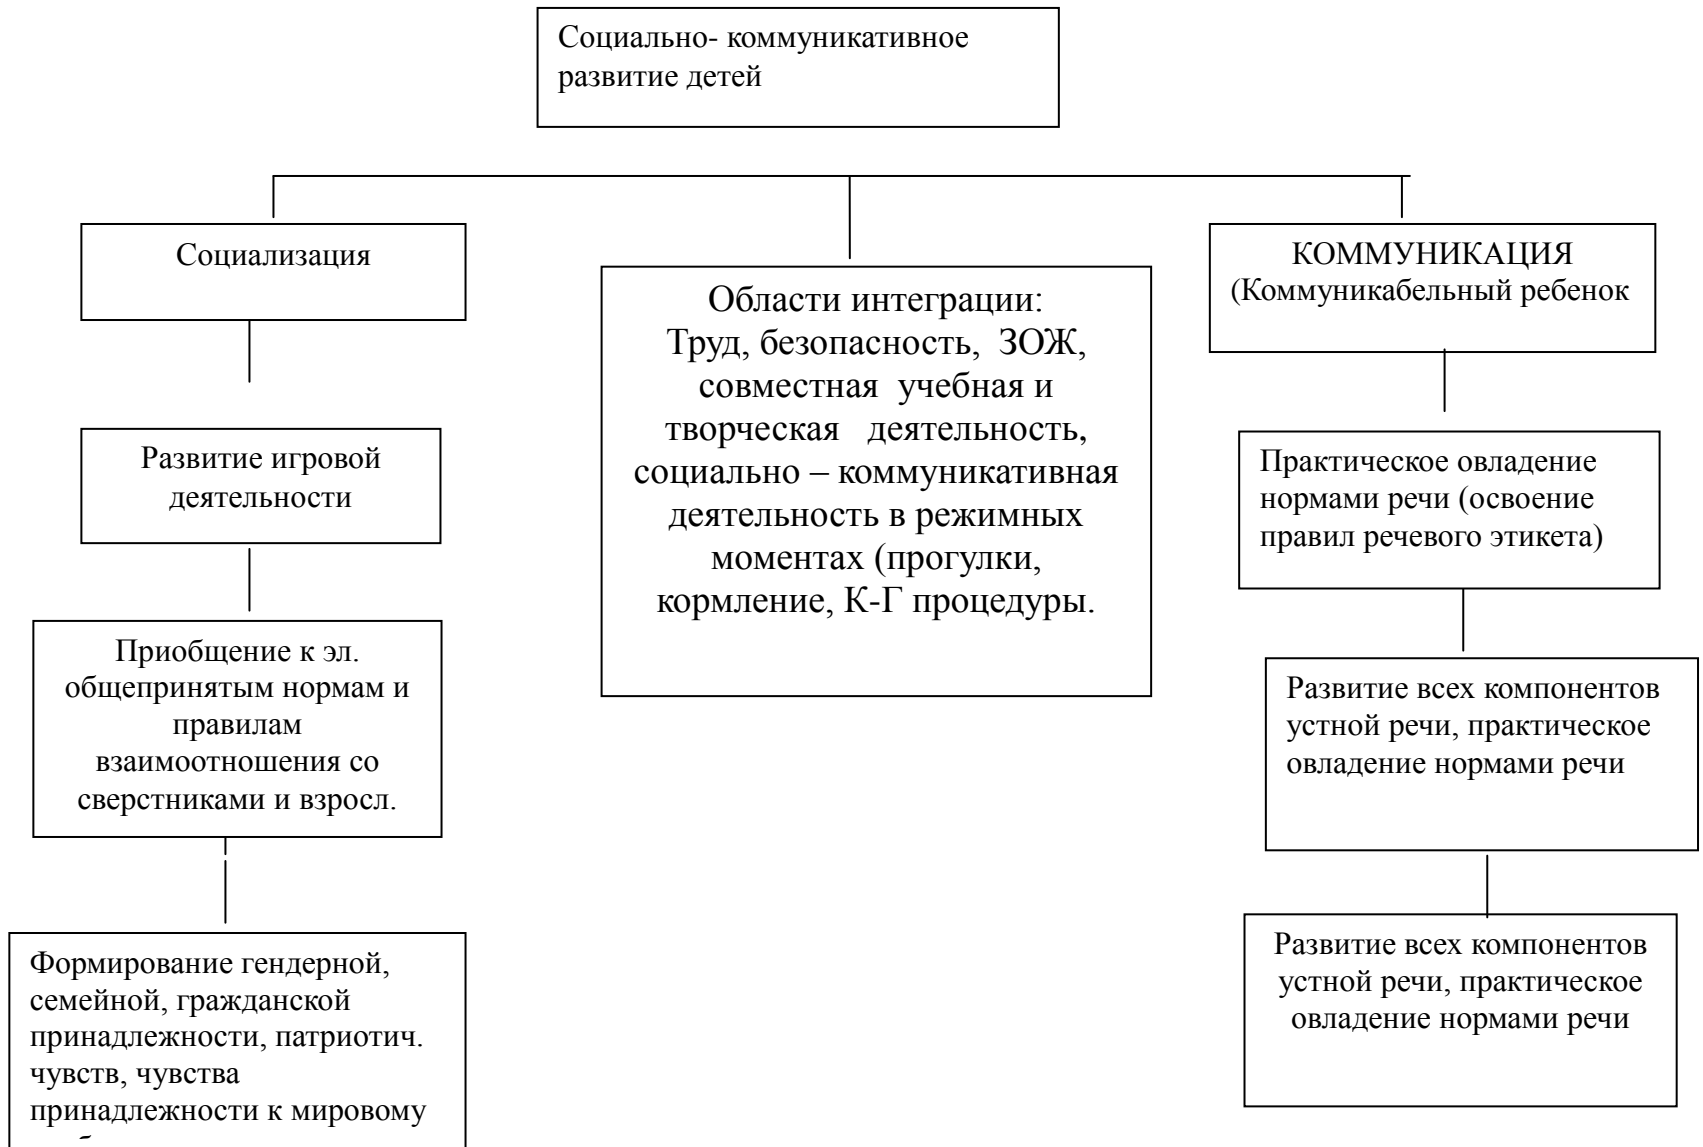 Социально- коммуникативное
развитие детей
Социализация
Развитие игровой
деятельности
Приобщение к эл.
общепринятым нормам и
правилам
взаимоотношения со
сверстниками и взросл.
Формирование гендерной,
семейной, гражданской
принадлежности, патриотич.
чувств, чувства
принадлежности к мировому
Области интеграции:
Труд, безопасность, ЗОЖ,
совместная учебная и
творческая деятельность,
социально – коммуникативная
деятельность в режимных
моментах (прогулки,
кормление, К-Г процедуры.
КОММУНИКАЦИЯ
(Коммуникабельный ребенок
Практическое овладение
нормами речи (освоение
правил речевого этикета)
Развитие всех компонентов
устной речи, практическое
овладение нормами речи
Развитие всех компонентов
устной речи, практическое
овладение нормами речи